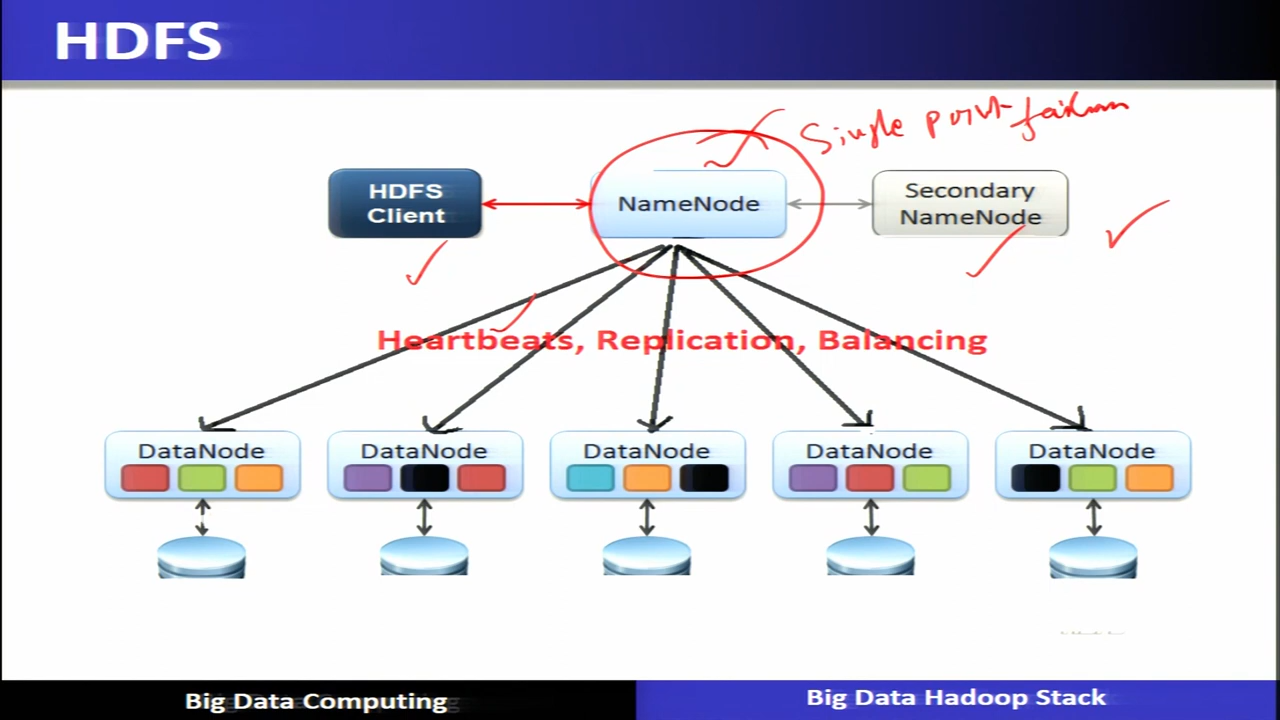 HDFS
Single point failure
HDFS
Client
NameNode
Secondary
NameNode
Heartbeats, Replication, Balancing
DataNode
DataNode
DataNode
DataNode
DataNode
Big Data Computing
Big Data Hadoop Stack